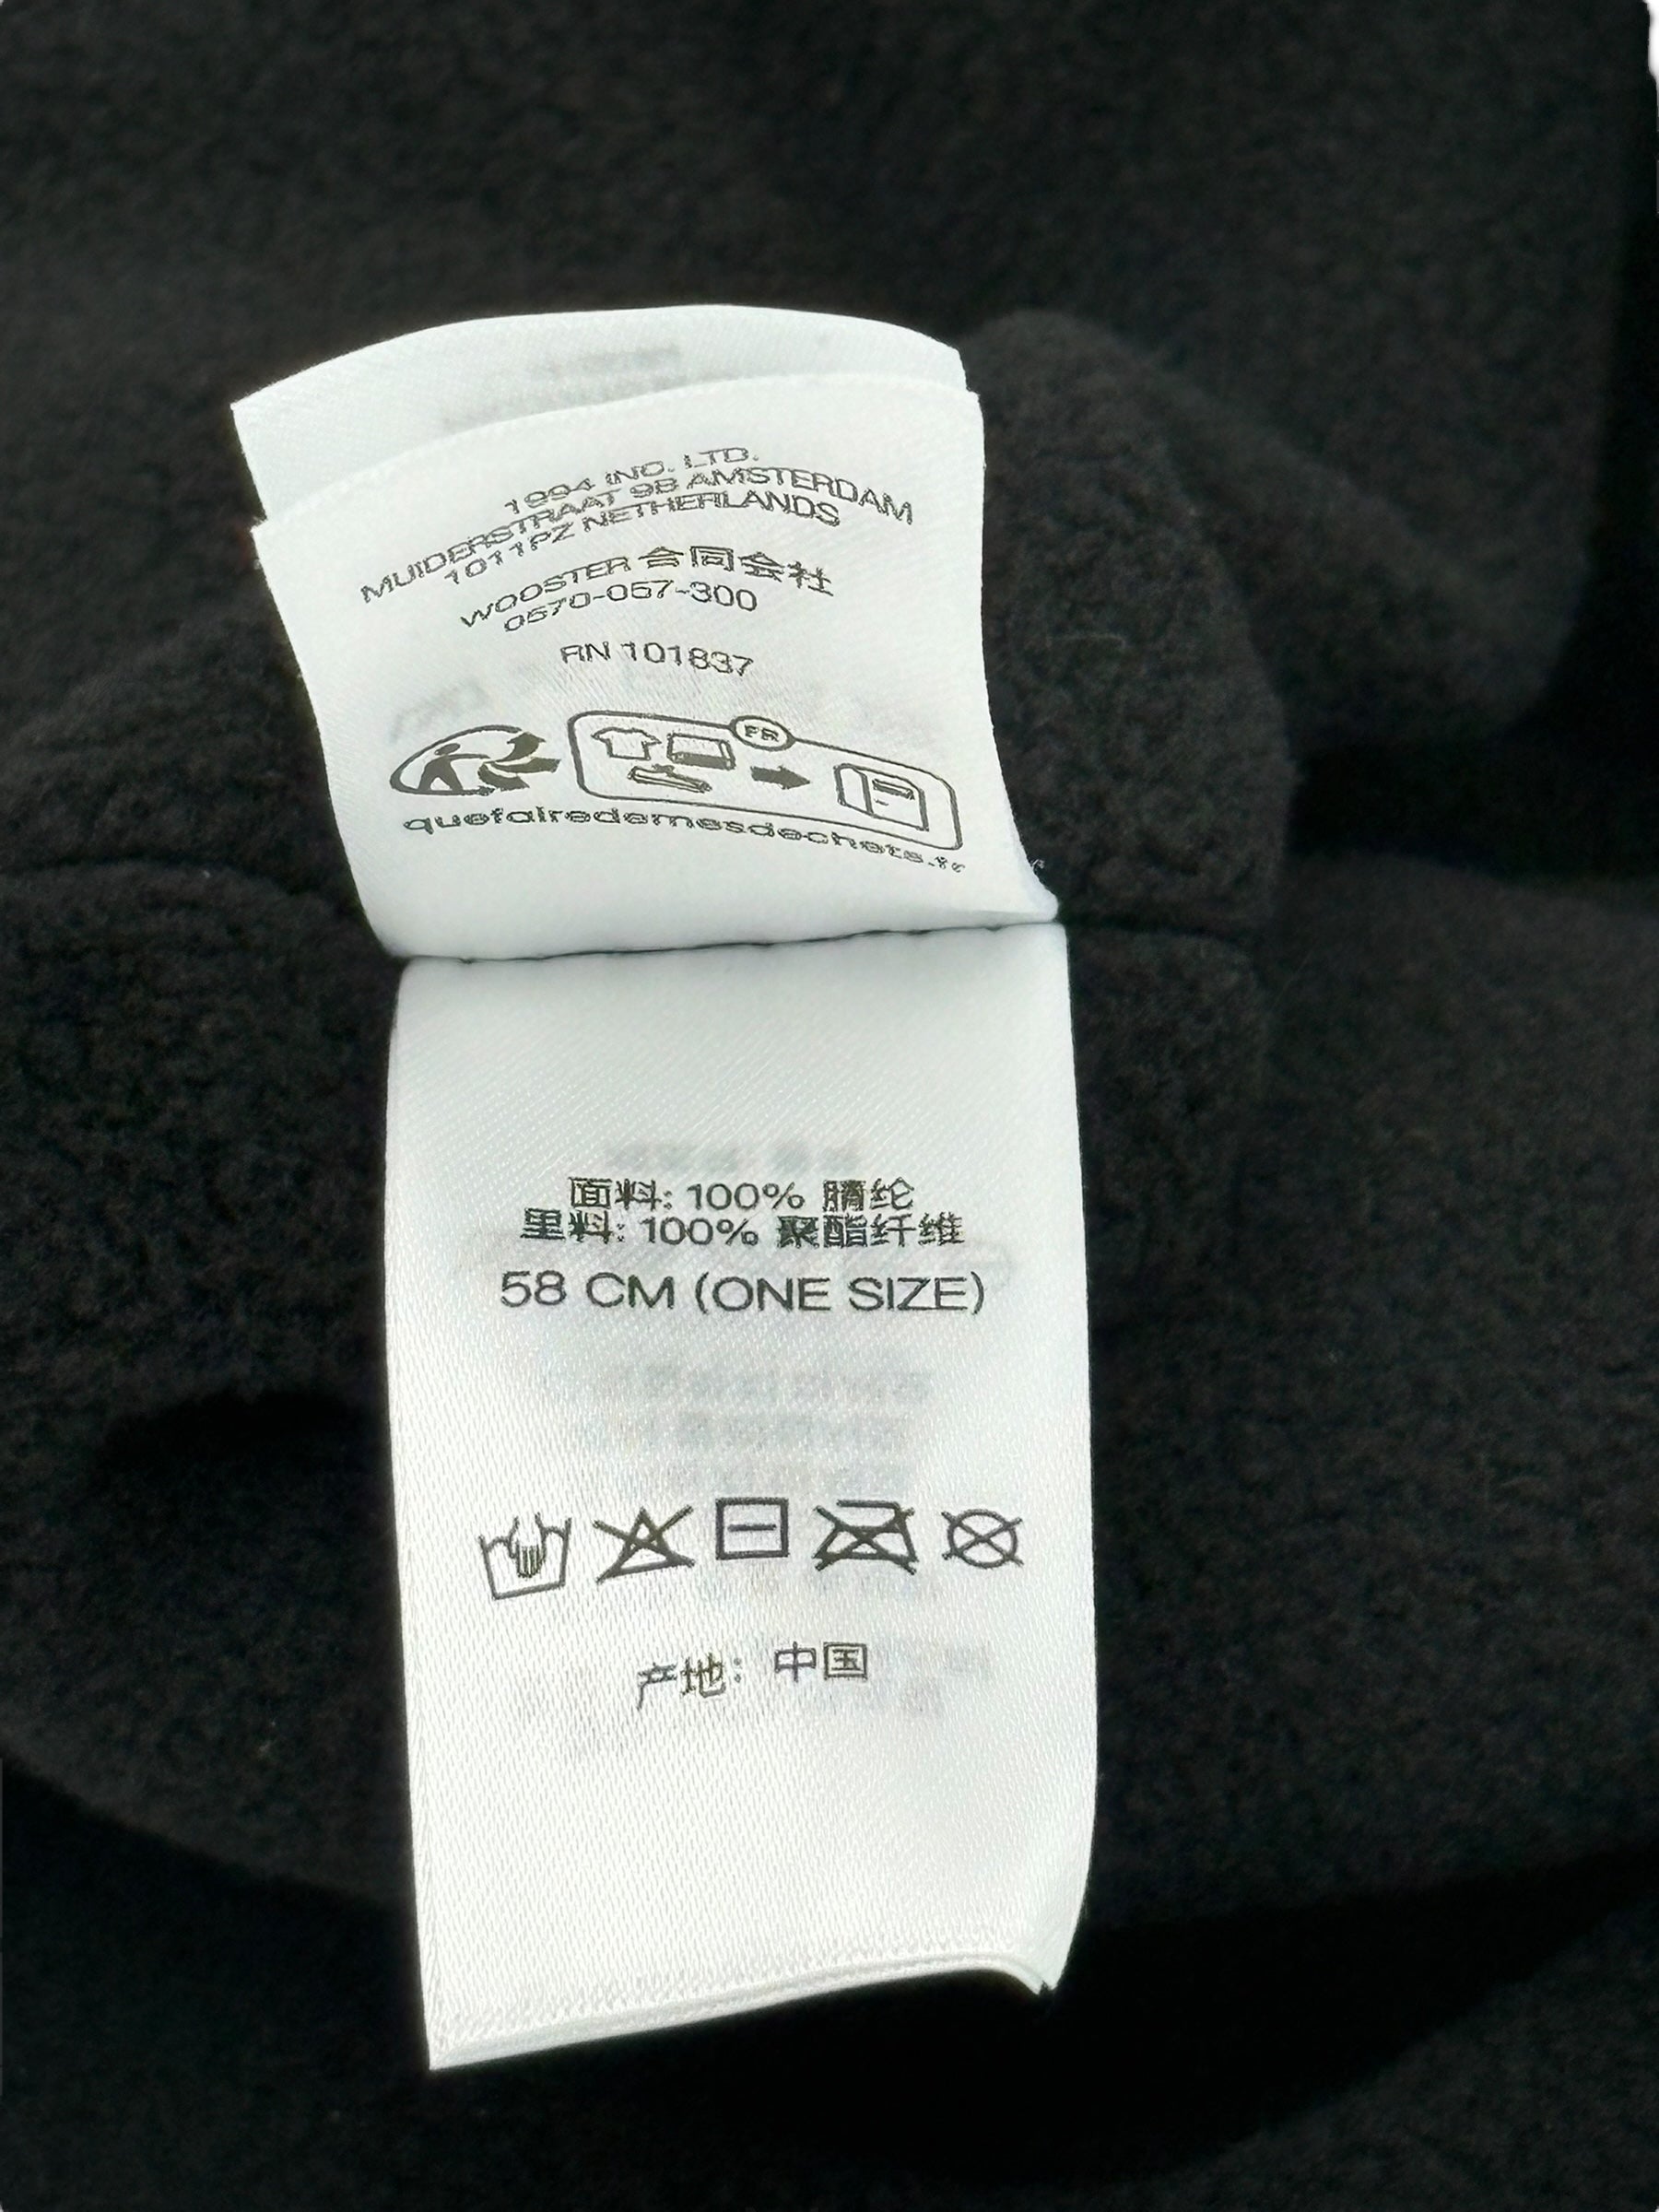 1994 INC. LTD.
MUIDERSTRAAT 9B AMSTERDAM
1011PZ NETHERLANDS
WOOSTER 合同会社
0570-057-300
RN 101837
FR
quefairedemesdechets.fr
面料: 100% 腈纶
里料: 100% 聚酯纤维
58 CM (ONE SIZE)
产地: 中国